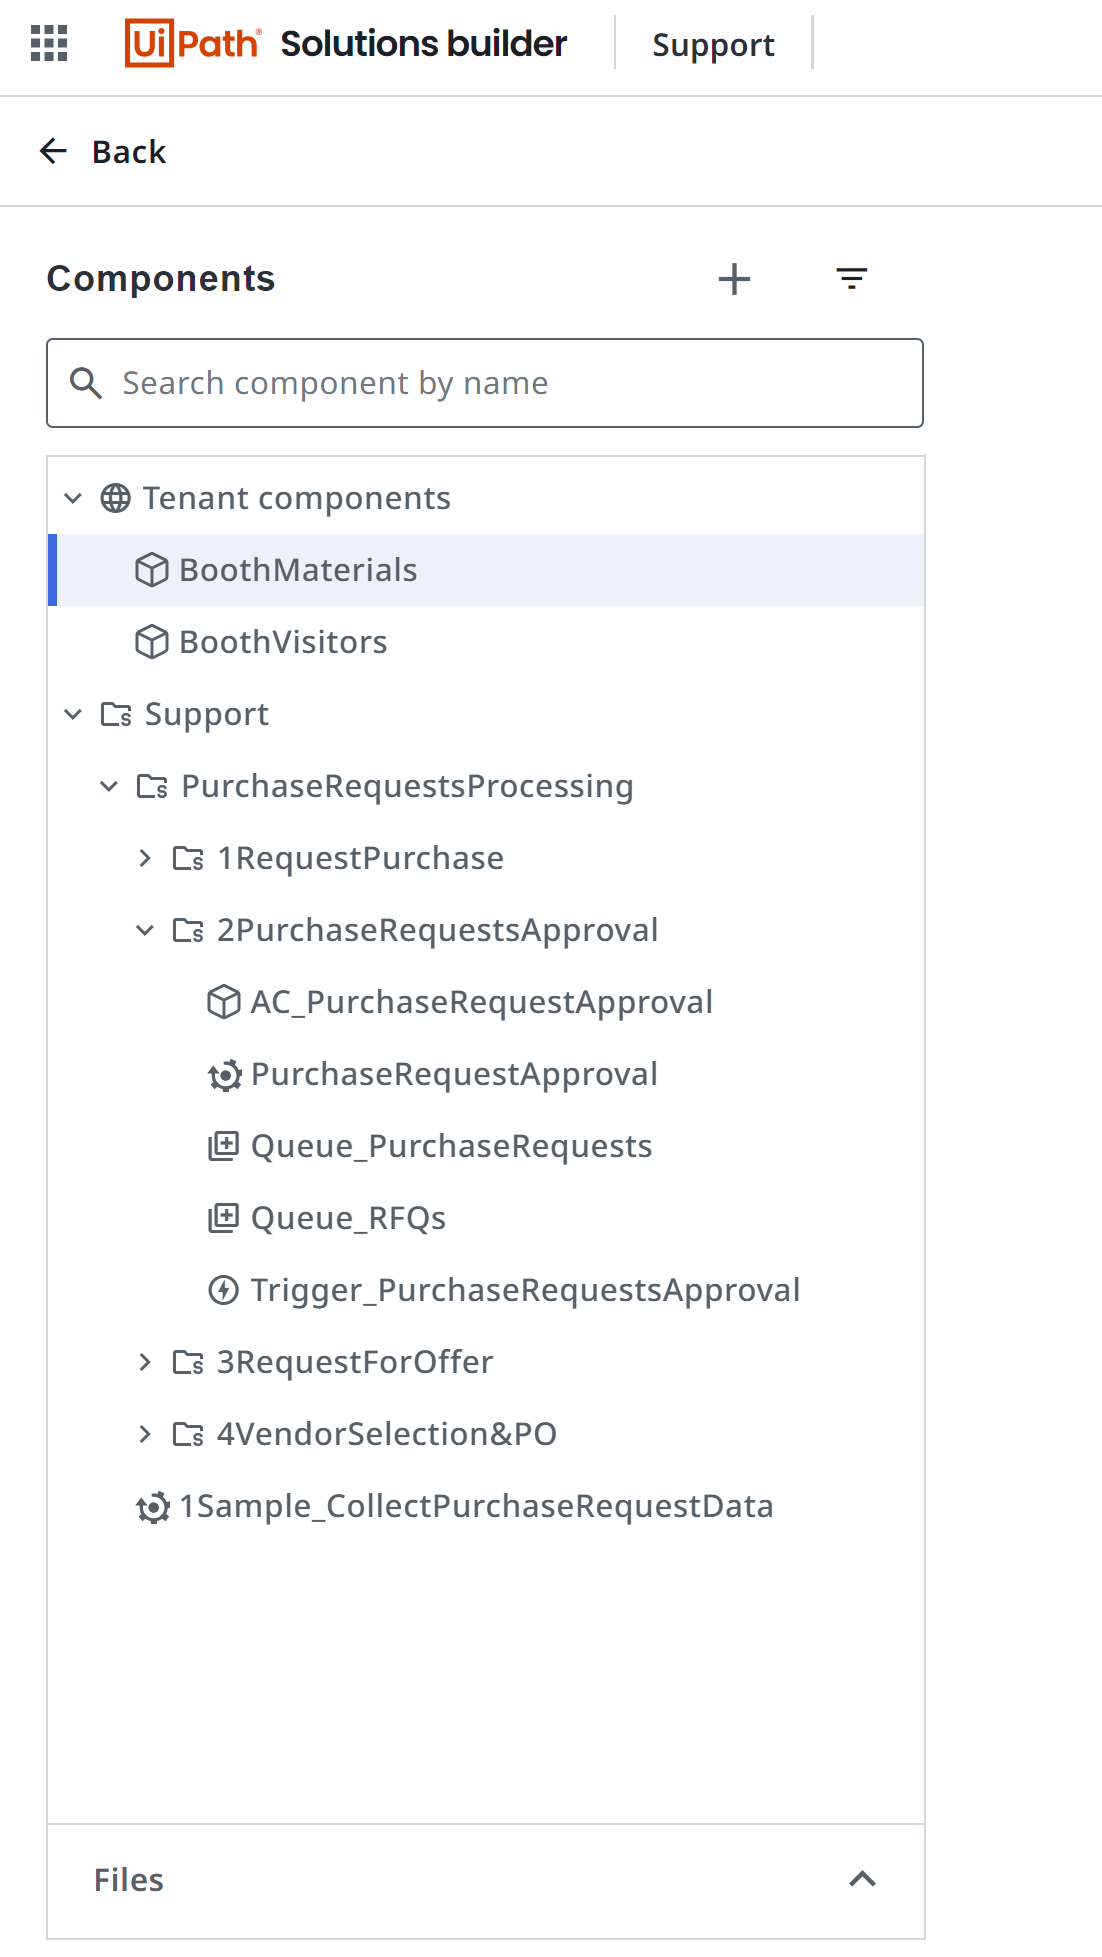 UiPath® Solutions builder Support
Back
Components
Search component by name
Tenant components
BoothMaterials
BoothVisitors
Support
PurchaseRequestsProcessing
1RequestPurchase
2PurchaseRequestsApproval
AC_PurchaseRequestApproval
PurchaseRequestApproval
Queue_PurchaseRequests
Queue_RFQs
Trigger_PurchaseRequestsApproval
3RequestForOffer
4VendorSelection&PO
1Sample_CollectPurchaseRequestData
Files